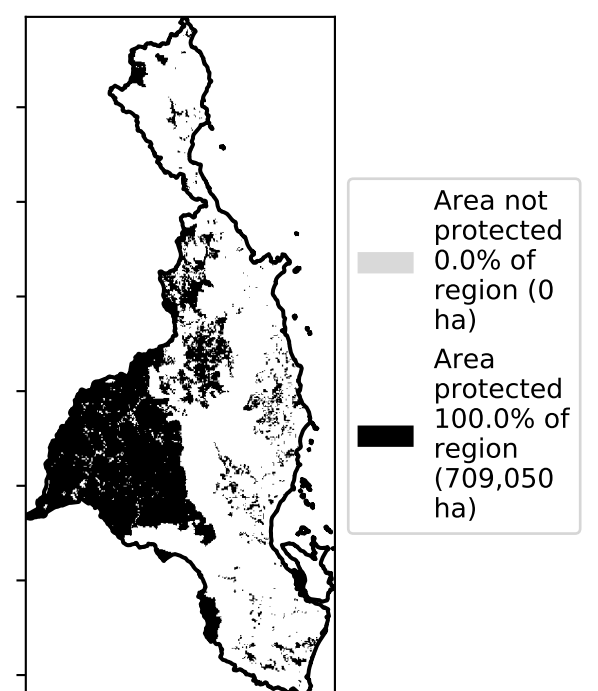 Area not
protected
0.0% of
region (0
ha)
Area
protected
100.0% of
region
(709,050
ha)